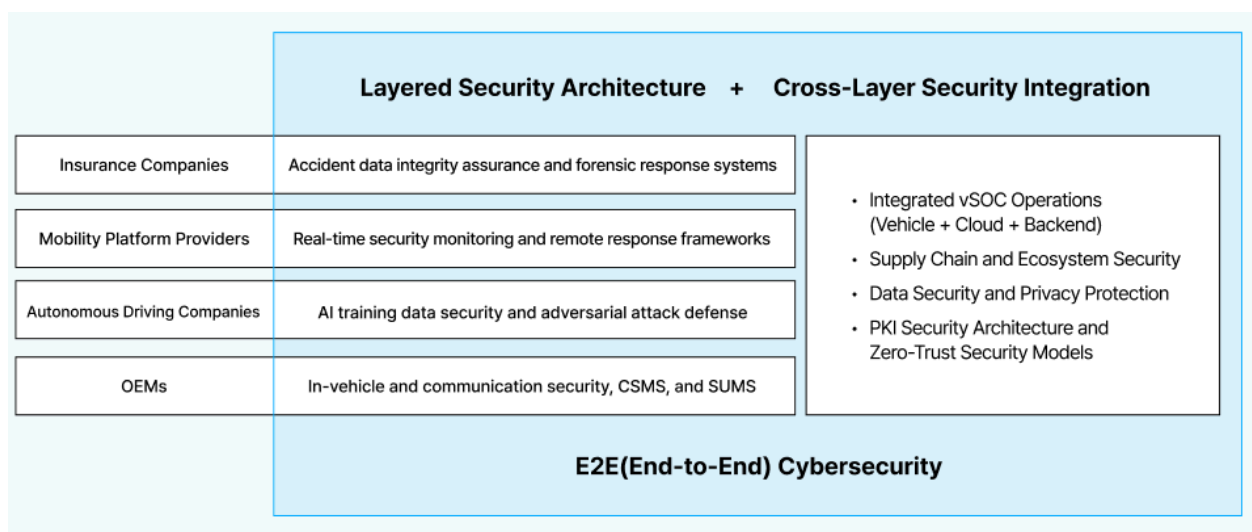 Layered Security Architecture + Cross-Layer Security Integration
Insurance Companies
Accident data integrity assurance and forensic response systems
Mobility Platform Providers
Real-time security monitoring and remote response frameworks
Autonomous Driving Companies
AI training data security and adversarial attack defense
OEMs
In-vehicle and communication security, CSMS, and SUMS
• Integrated vSOC Operations
(Vehicle + Cloud + Backend)
• Supply Chain and Ecosystem Security
• Data Security and Privacy Protection
• PKI Security Architecture and
Zero-Trust Security Models
E2E(End-to-End) Cybersecurity